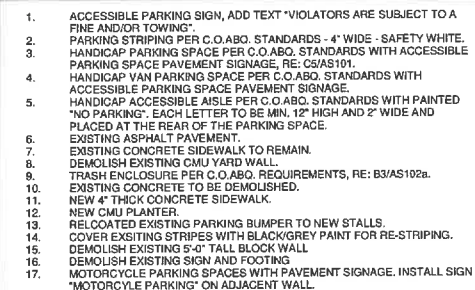 1. ACCESSIBLE PARKING SIGN, ADD TEXT "VIOLATORS ARE SUBJECT TO A
FINE AND/OR TOWING".
2. PARKING STRIPING PER C.O.ABQ. STANDARDS - 4" WIDE - SAFETY WHITE.
3. HANDICAP PARKING SPACE PER C.O.ABQ. STANDARDS WITH ACCESSIBLE
PARKING SPACE PAVEMENT SIGNAGE, RE: C5/AS101.
4. HANDICAP VAN PARKING SPACE PER C.O.ABQ. STANDARDS WITH
ACCESSIBLE PARKING SPACE PAVEMENT SIGNAGE.
5. HANDICAP ACCESSIBLE AISLE PER C.O.ABQ. STANDARDS WITH PAINTED
"NO PARKING". EACH LETTER TO BE MIN. 12" HIGH AND 2" WIDE AND
PLACED AT THE REAR OF THE PARKING SPACE.
6. EXISTING ASPHALT PAVEMENT.
7. EXISTING CONCRETE SIDEWALK TO REMAIN.
8. DEMOLISH EXISTING CMU YARD WALL.
9. TRASH ENCLOSURE PER C.O.ABQ. REQUIREMENTS, RE: B3/AS102a.
10. EXISTING CONCRETE TO BE DEMOLISHED.
11. NEW 4" THICK CONCRETE SIDEWALK.
12. NEW CMU PLANTER.
13. RELCOATED EXISTING PARKING BUMPER TO NEW STALLS.
14. COVER EXSITING STRIPES WITH BLACK/GREY PAINT FOR RE-STRIPING.
15. DEMOLISH EXISTING 5'-0" TALL BLOCK WALL
16. DEMOLISH EXISTING SIGN AND FOOTING
17. MOTORCYCLE PARKING SPACES WITH PAVEMENT SIGNAGE. INSTALL SIGN
"MOTORCYLE PARKING" ON ADJACENT WALL.